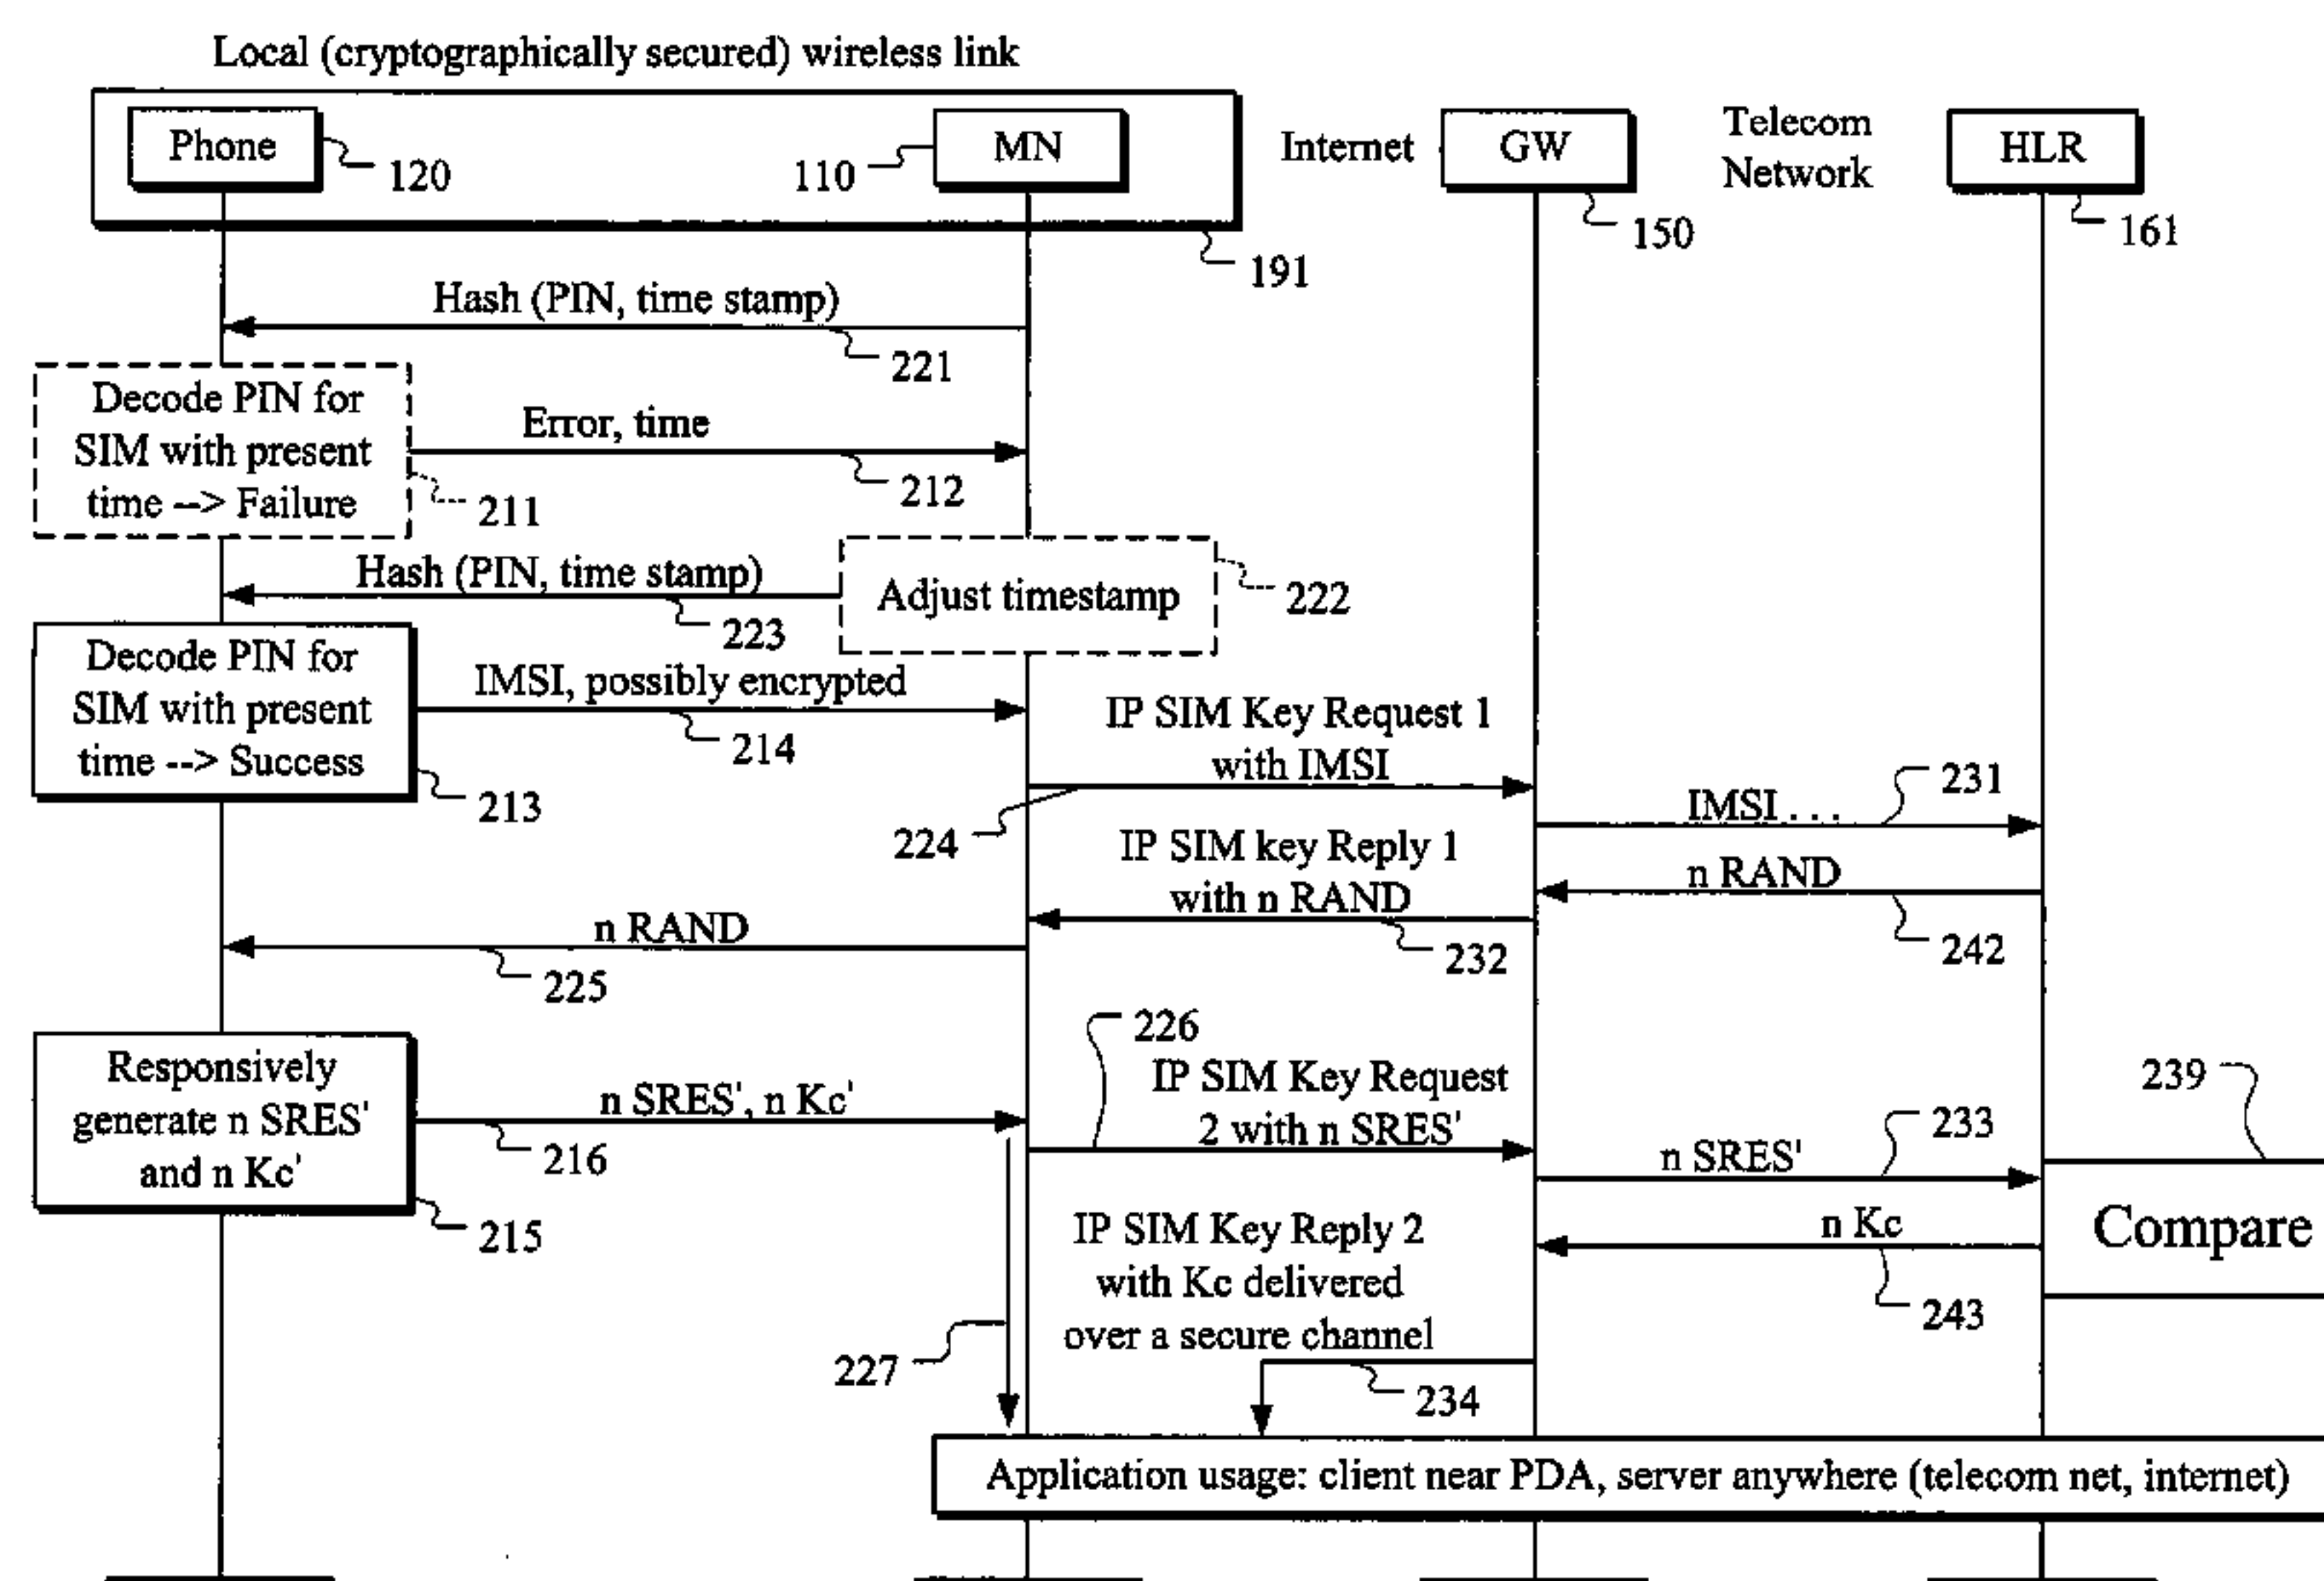 Local (cryptographically secured) wireless link
Phone
120
110
MN
Internet
GW
150
Telecom
Network
HLR
161
191
Hash (PIN, time stamp)
221
Decode PIN for
SIM with present
time --> Failure
211
Error, time
212
Hash (PIN, time stamp)
223
Adjust timestamp
222
Decode PIN for
SIM with present
time --> Success
213
IMSI, possibly encrypted
214
IP SIM Key Request 1
with IMSI
224
IMSI . . .
231
IP SIM key Reply 1
with n RAND
232
n RAND
242
n RAND
225
Responsively
generate n SRES'
and n Kc'
215
n SRES', n Kc'
216
226
IP SIM Key Request
2 with n SRES'
n SRES'
233
239
Compare
n Kc
243
IP SIM Key Reply 2
with Kc delivered
over a secure channel
227
234
Application usage: client near PDA, server anywhere (telecom net, internet)